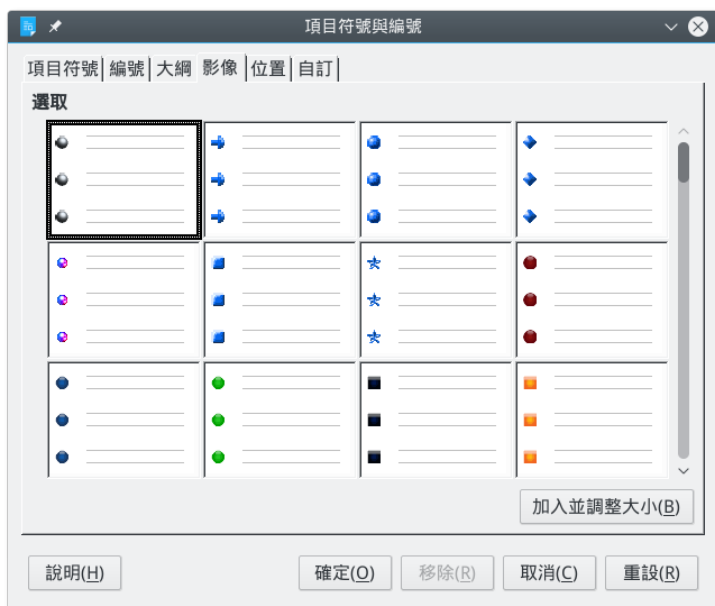 項目符號與編號
項目符號 編號 大綱 影像 位置 自訂
選取
加入並調整大小(B)
說明(H) 確定(O) 移除(R) 取消(C) 重設(R)